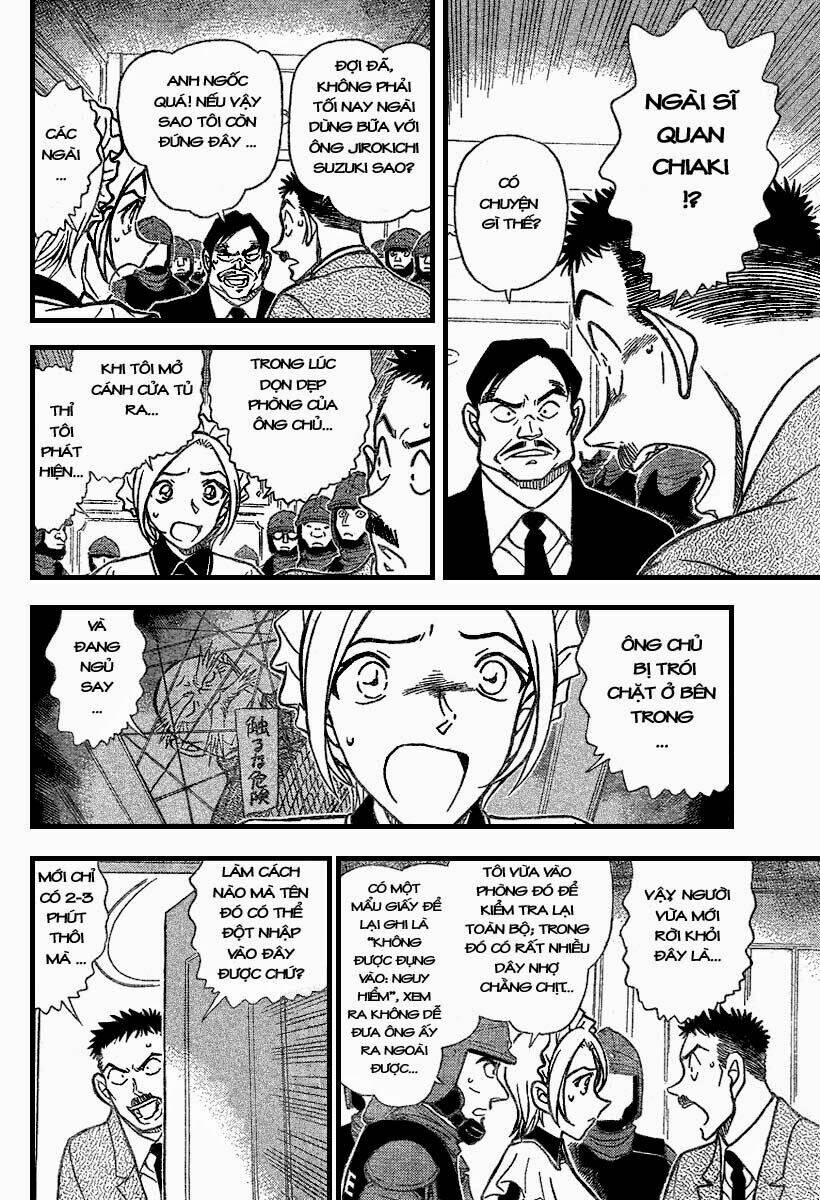 NGÀI SĨ
QUAN
CHIAKI
!?
CÓ
CHUYỆN
GÌ THẾ?
ĐỢI ĐÃ,
KHÔNG PHẢI
TỐI NAY NGÀI
DÙNG BỮA VỚI
ÔNG JIROKICHI
SUZUKI SAO?
ANH NGỐC
QUÁ! NẾU VẬY
SAO TÔI CÒN
ĐỨNG ĐÂY ...
CÁC
NGÀI
...
TRONG LÚC
DỌN DẸP
PHÒNG CỦA
ÔNG CHỦ...
KHI TÔI MỞ
CÁNH CỬA TỦ
RA...
THỈ
TÔI
PHÁT
HIỆN...
ÔNG CHỦ
BỊ TRÓI
CHẶT Ở BÊN
TRONG
...
VÀ
ĐANG
NGỦ
SAY
...
触るな危険
VẬY, NGƯỜI
VỪA MỚI
RỜI KHỎI
ĐÂY LÀ...
TÔI VỪA VÀO
PHÒNG ĐÓ ĐỂ
KIỂM TRA LẠI
TOÀN BỘ; TRONG
ĐÓ CÓ RẤT NHIỀU
DÂY NHỢ
CHẰNG CHỊT...
CÓ MỘT
MẨU GIẤY ĐỂ
LẠI GHI LÀ
"KHÔNG
ĐƯỢC ĐỤNG
VÀO: NGUY
HIỂM", XEM
RA KHÔNG DỄ
ĐƯA ÔNG ẤY
RA NGOÀI
ĐƯỢC...
LÀM CÁCH
NÀO MÀ TÊN
ĐÓ CÓ THỂ
ĐỘT NHẬP
VÀO ĐÂY
ĐƯỢC CHỨ?
MỚI CHỈ
CÓ 2-3
PHÚT
THÔI
MÀ ...